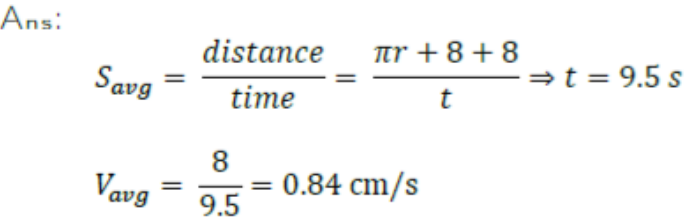 Ans:
S_avg = distance/time = (πr + 8 + 8)/t ⇒ t = 9.5 s
V_avg = 8/9.5 = 0.84 cm/s